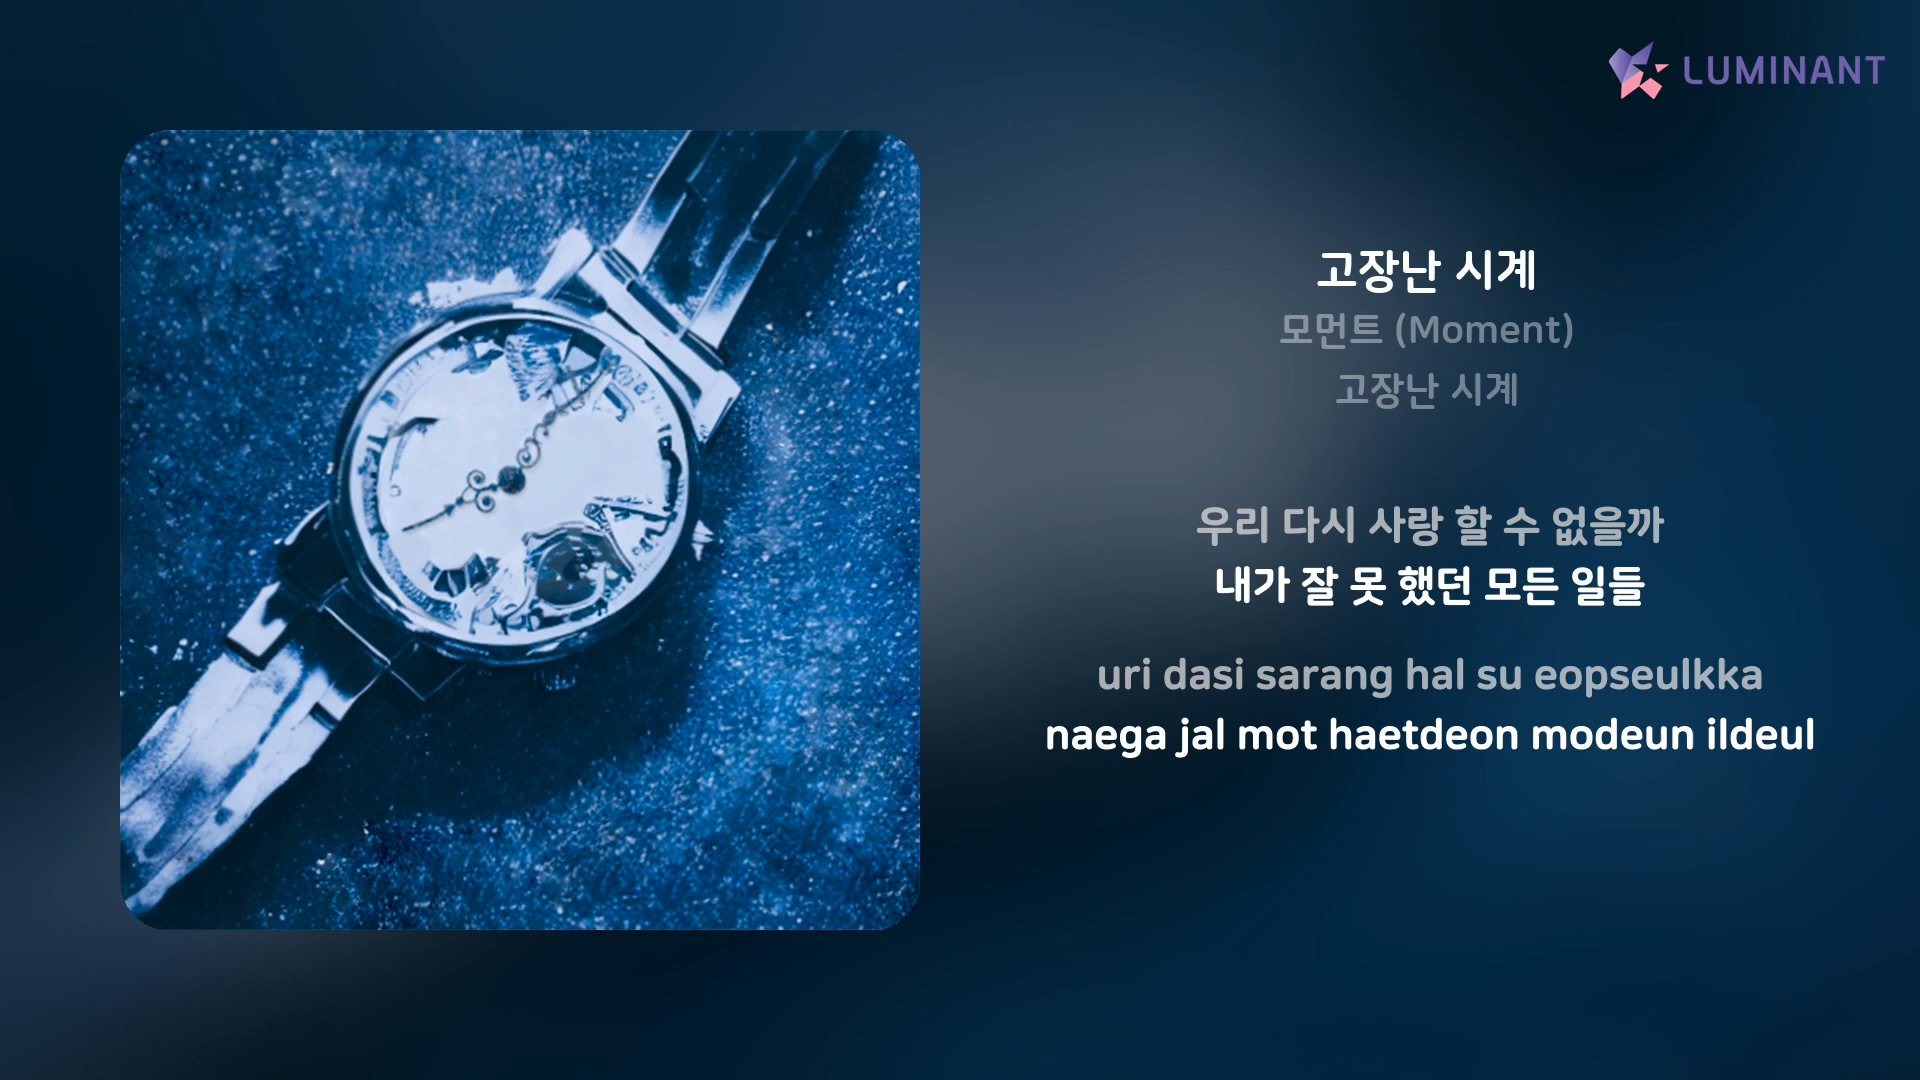 LUMINANT
고장난 시계
모먼트 (Moment)
고장난 시계
우리 다시 사랑 할 수 없을까
내가 잘 못 했던 모든 일들
uri dasi sarang hal su eopseulkka
naega jal mot haetdeon modeun ildeul